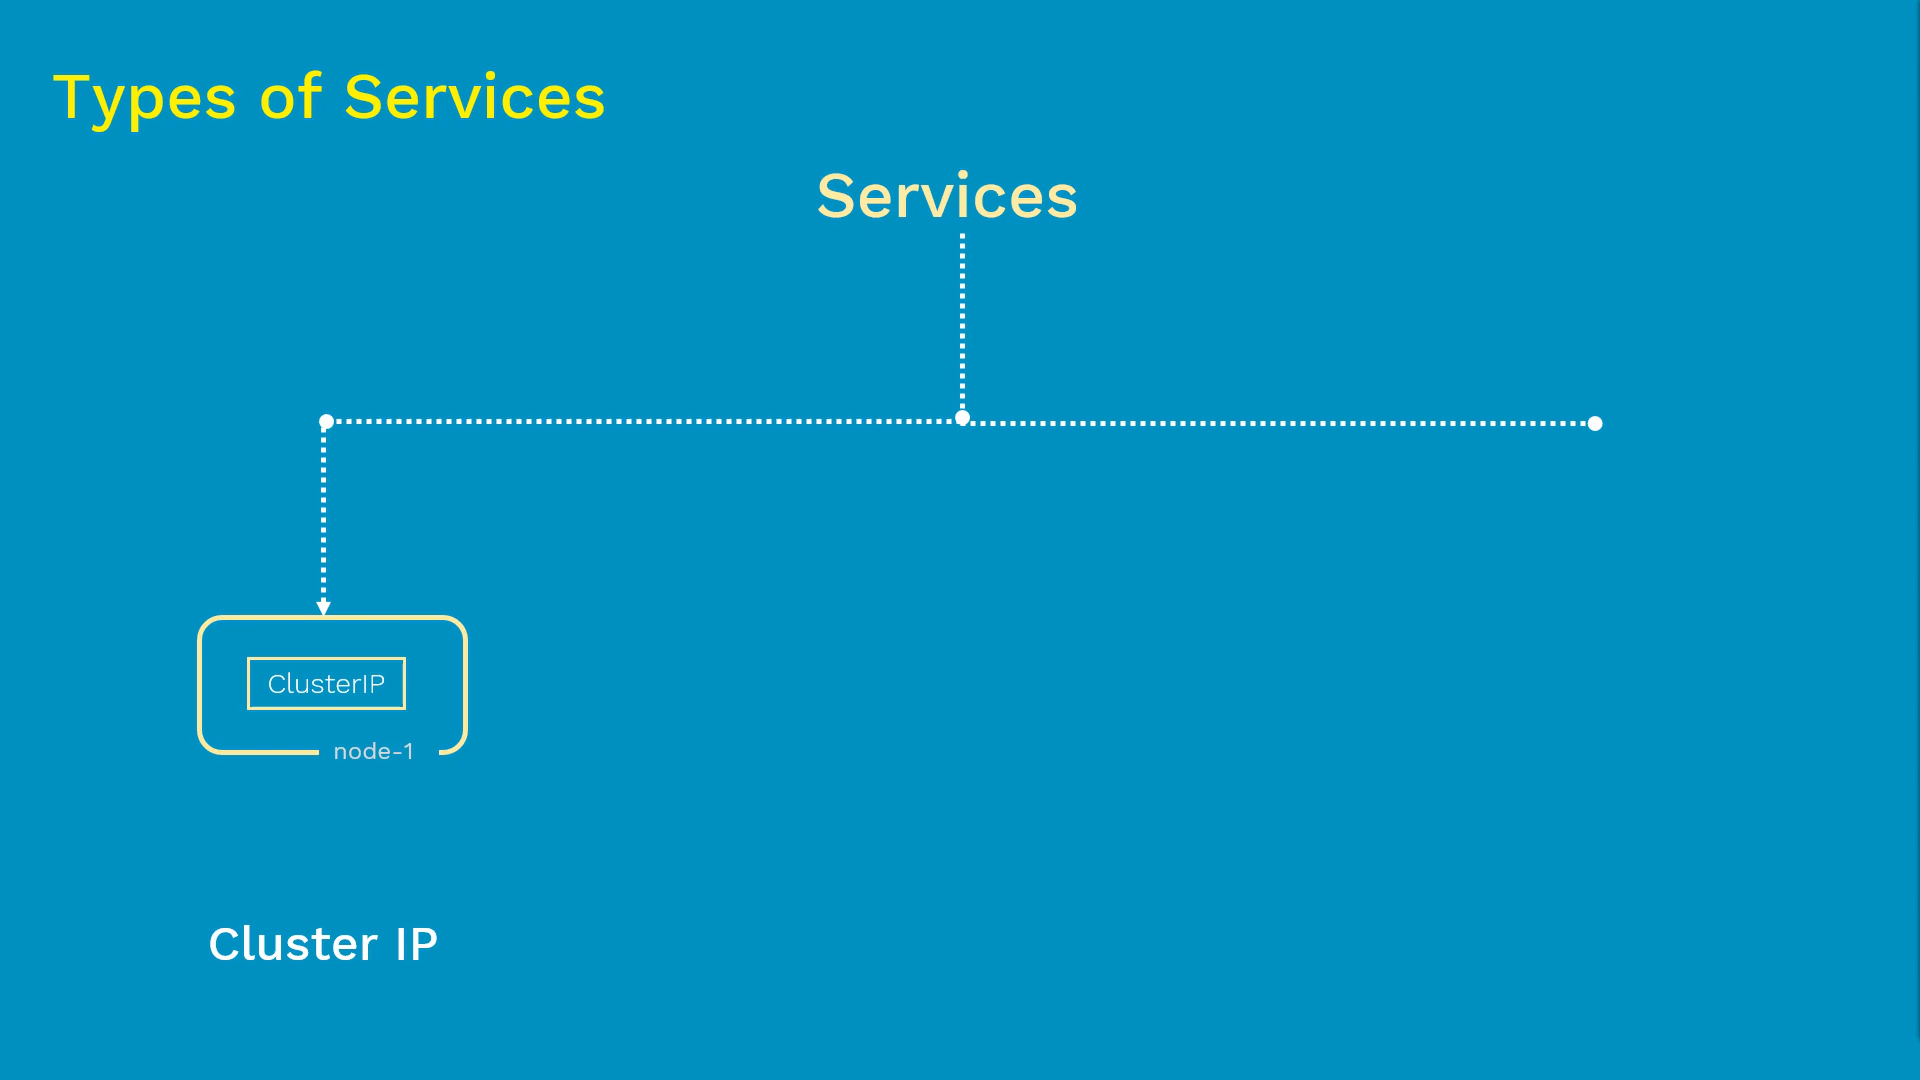 Types of Services
Services
ClusterIP
node-1
Cluster IP